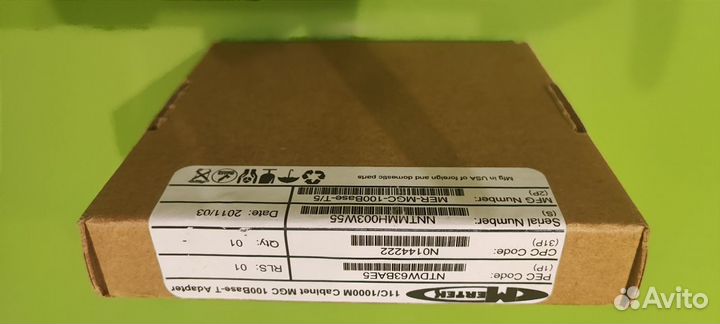 MERTEK 11C/1000M Cabinet MGC 100Base-T Adapter
PEC Code: NTDW63BAE5 RLS: 01
(1P)
CPC Code: N0144222 Qty: 01 -
(31P)
Serial Number: NNTMMH003W55 Date: 2011/03
(S)
MFG Number: MER-MGC-100Base-T/5
(2P)
Mfg in USA of foreign and domestic parts
Avito